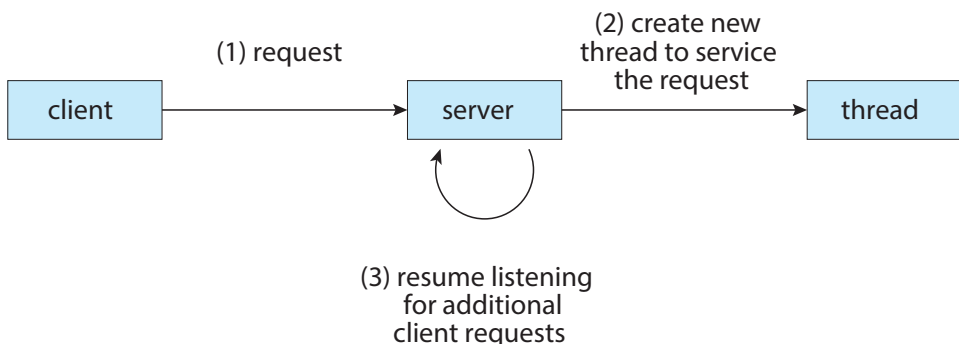 (1) request
(2) create new
thread to service
the request
client
server
thread
(3) resume listening
for additional
client requests